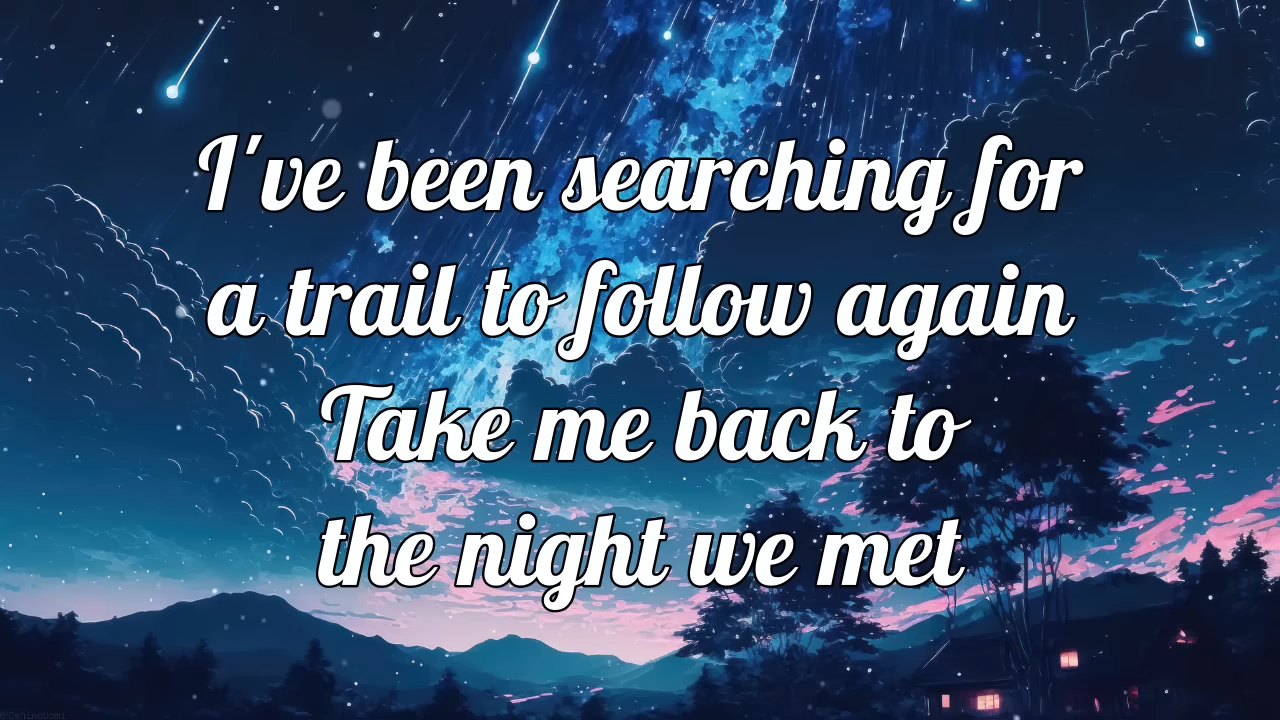 I've been searching for
a trail to follow again
Take me back to
the night we met